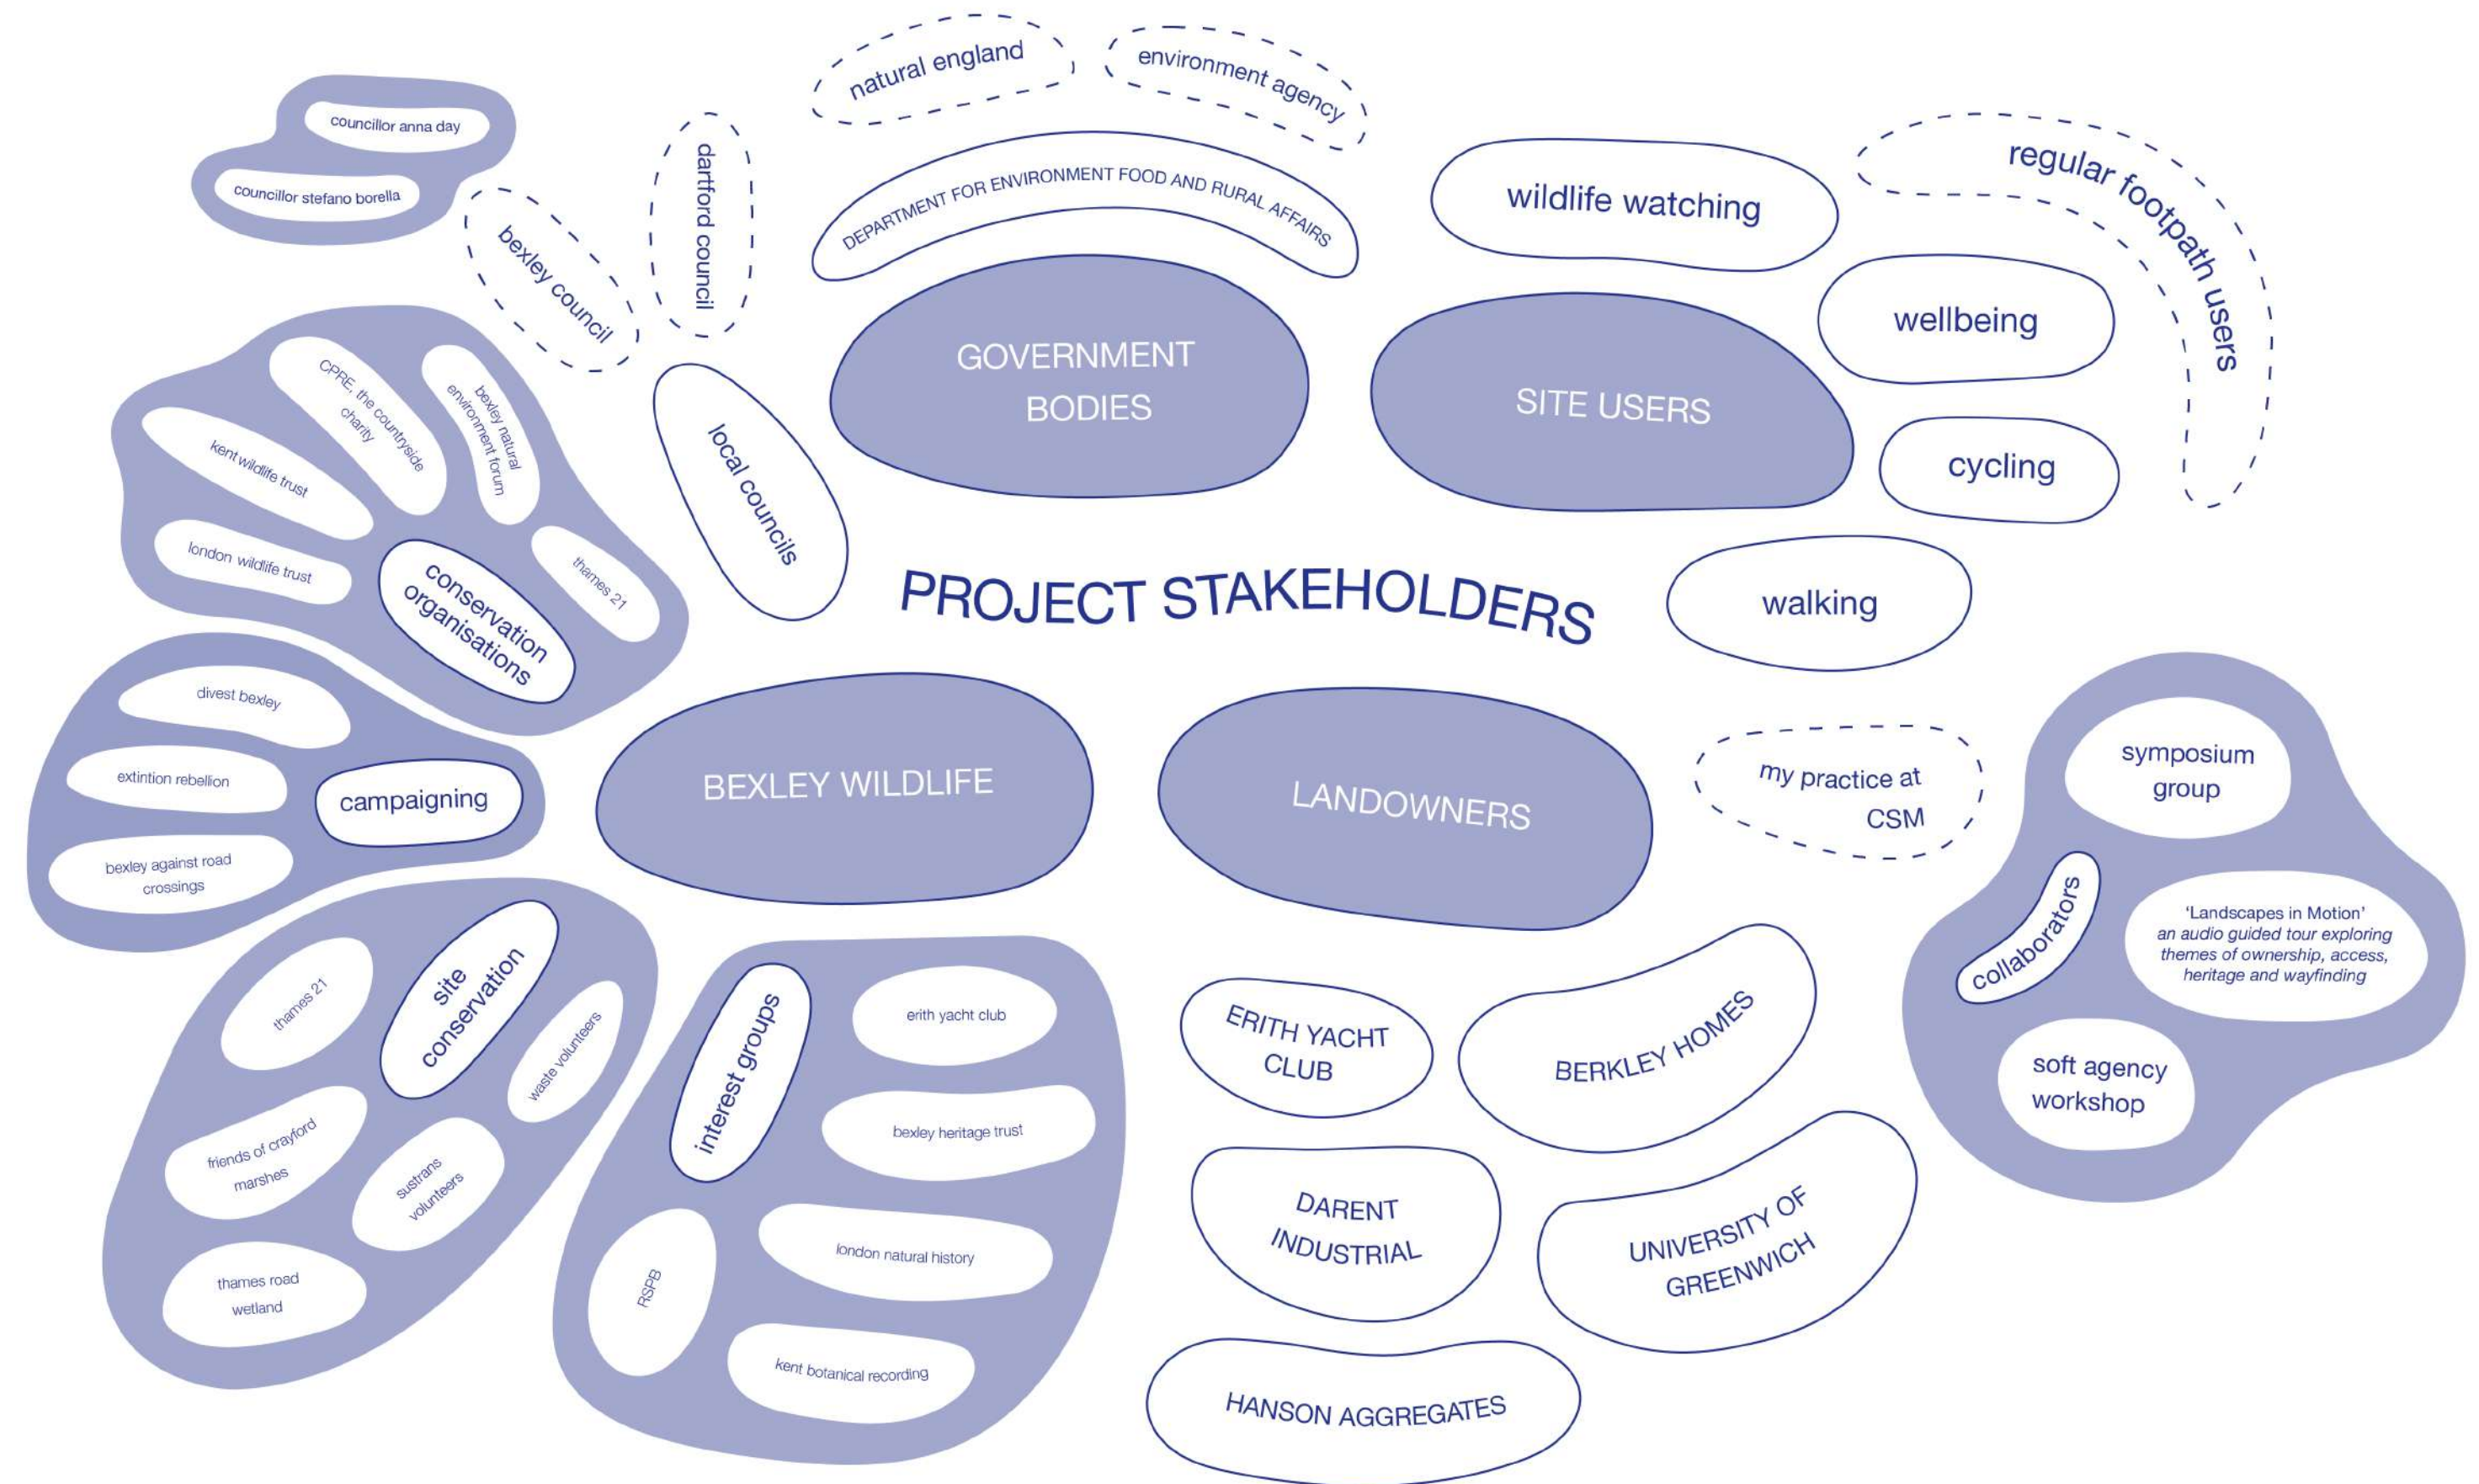 PROJECT STAKEHOLDERS
GOVERNMENT
BODIES
DEPARTMENT FOR ENVIRONMENT FOOD AND RURAL AFFAIRS
natural england
environment agency
local councils
dartford council
bexley council
councillor anna day
councillor stefano borella
SITE USERS
wildlife watching
wellbeing
cycling
walking
regular footpath users
BEXLEY WILDLIFE
conservation
organisations
london wildlife trust
kent wildlife trust
CPRE, the countryside
charity
bexley natural
environment forum
thames 21
campaigning
divest bexley
extintion rebellion
bexley against road
crossings
site
conservation
thames 21
waste volunteers
friends of crayford
marshes
sustrans
volunteers
thames road
wetland
interest groups
erith yacht club
bexley heritage trust
london natural history
RSPB
kent botanical recording
LANDOWNERS
ERITH YACHT
CLUB
BERKLEY HOMES
DARENT
INDUSTRIAL
UNIVERSITY OF
GREENWICH
HANSON AGGREGATES
my practice at
CSM
collaborators
symposium
group
'Landscapes in Motion'
an audio guided tour exploring
themes of ownership, access,
heritage and wayfinding
soft agency
workshop